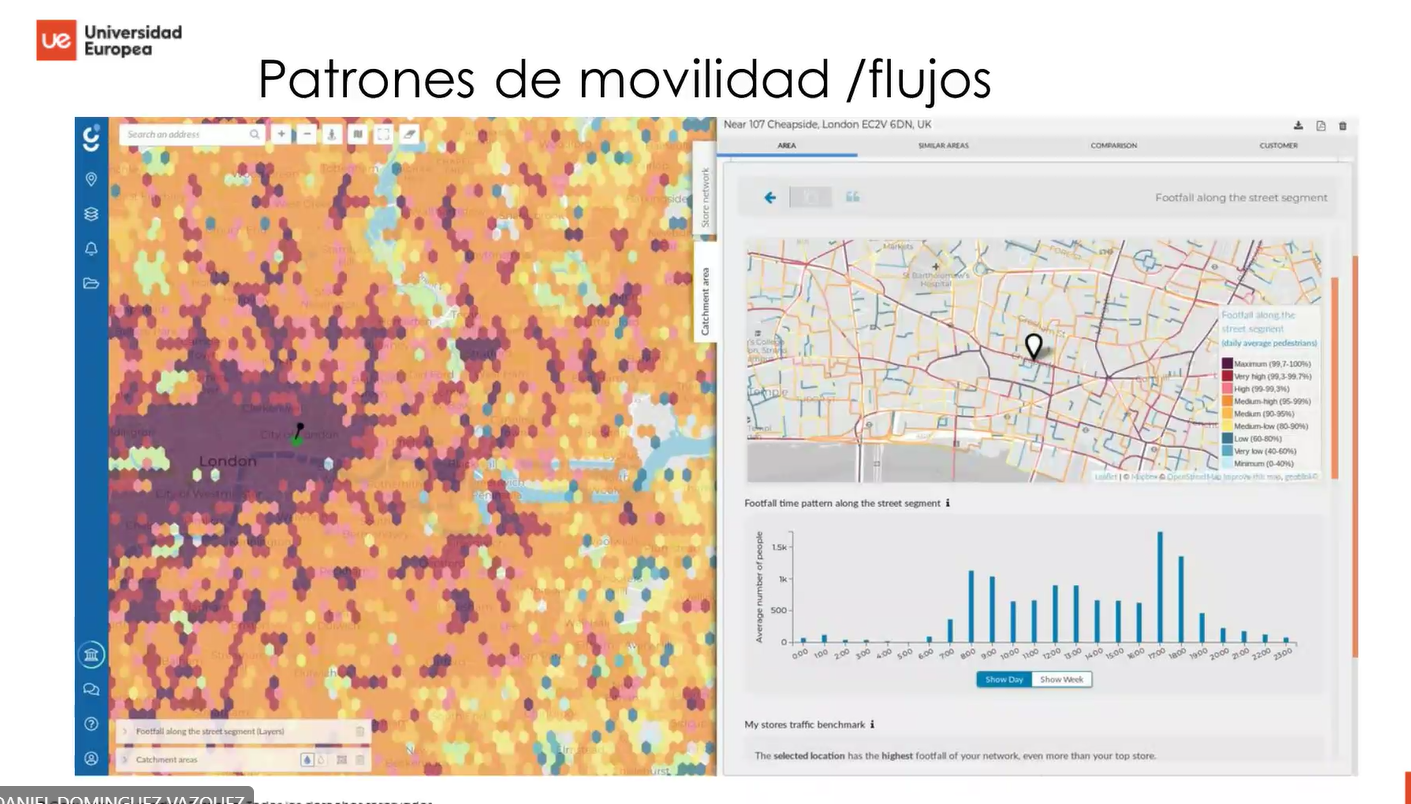 ue Universidad
Europea
Patrones de movilidad /flujos
Search an address
Store network
Catchment area
London
City of London
Footfall along the street segment (Layers)
Catchment areas
Near 107 Cheapside, London EC2V 6DN, UK
AREA
SIMILAR AREAS
COMPARISON
CUSTOMER
Footfall along the street segment
St Bartholomew's
Hospital
Temple
Footfall along the
street segment
(daily average pedestrians)
Maximum (99,7-100%)
Very high (99,3-99.7%)
High (99-99,3%)
Medium-high (95-99%)
Medium (90-95%)
Medium-low (80-90%)
Low (60-80%)
Very low (40-60%)
Minimum (0-40%)
Leaflet | © Mapbox © OpenStreetMap Improve this map, geoblink©
Footfall time pattern along the street segment
Average number of people
1.5k
1k
500
0
0:00 1:00 2:00 3:00 4:00 5:00 6:00 7:00 8:00 9:00 10:00 11:00 12:00 13:00 14:00 15:00 16:00 17:00 18:00 19:00 20:00 21:00 22:00 23:00
Show Day Show Week
My stores traffic benchmark
The selected location has the highest footfall of your network, even more than your top store.
DANIEL DOMINGUEZ VAZQUEZ